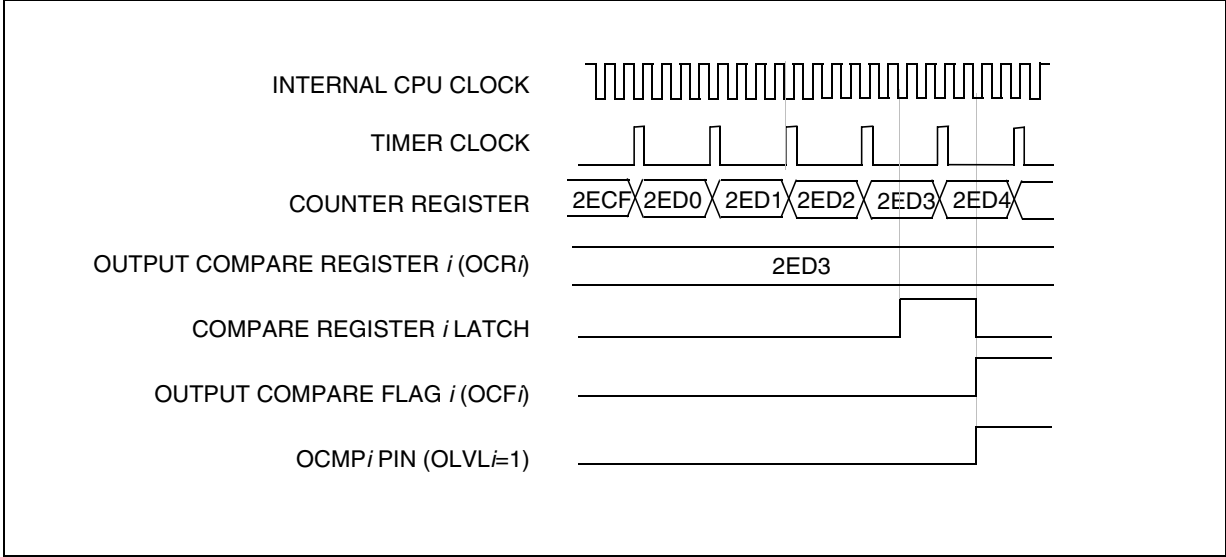 INTERNAL CPU CLOCK
TIMER CLOCK
COUNTER REGISTER 2ECF 2ED0 2ED1 2ED2 2ED3 2ED4
OUTPUT COMPARE REGISTER i (OCRi) 2ED3
COMPARE REGISTER i LATCH
OUTPUT COMPARE FLAG i (OCFi)
OCMPi PIN (OLVLi=1)